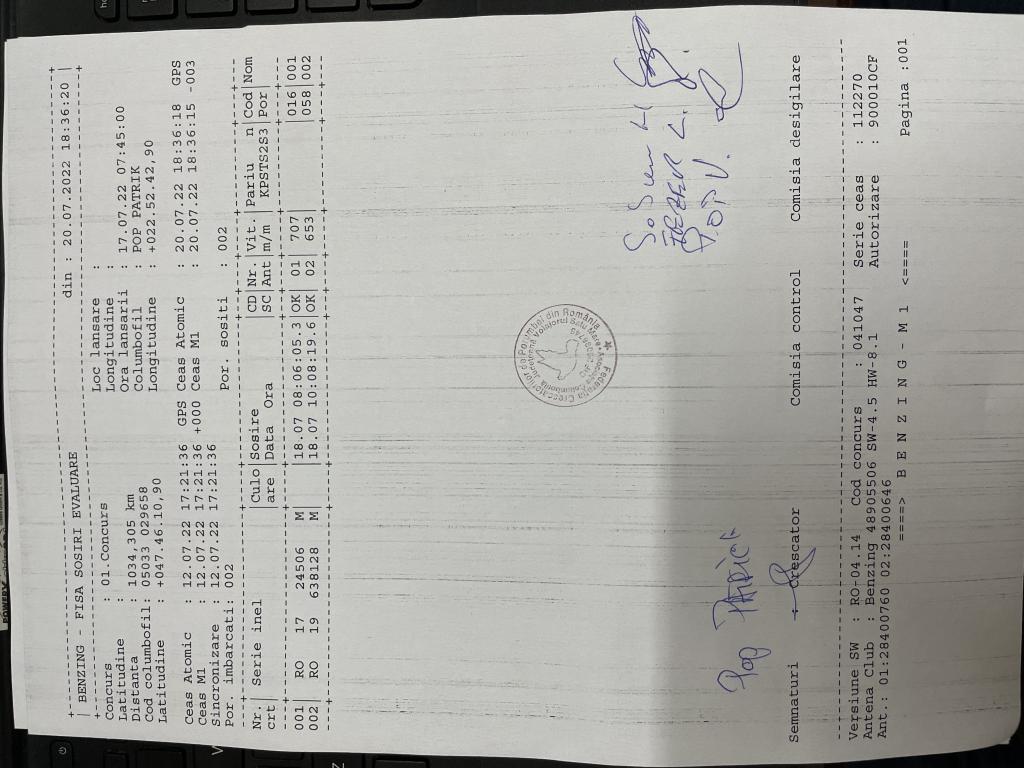 BENZING - FISA SOSIRI EVALUARE din : 20.07.2022 18:36:20
Concurs : 01.Concurs Loc lansare :
Latitudine : Longitudine :
Distanta : 1034,305 km Ora lansarii : 17.07.22 07:45:00
Cod columbofil: 05033 029658 Columbofil : POP PATRIK
Latitudine : +047.46.10,90 Longitudine : +022.52.42,90
Ceas Atomic : 12.07.22 17:21:36 GPS Ceas Atomic : 20.07.22 18:36:18 GPS
Ceas M1 : 12.07.22 17:21:36 +000 Ceas M1 : 20.07.22 18:36:15 -003
Sincronizare : 12.07.22 17:21:36
Por. imbarcati: 002 Por. sositi : 002
Nr. | Serie inel |Culo|Sosire |CD|Nr.|Vit.|Pariu n|Cod|Nom
crt| |are |Data Ora |SC|Ant|m/m | KPSTS2S3|Por|
001 | RO 17 24506 M |18.07 08:06:05.3|OK| 01| 707| |016|001
002 | RO 19 638128 M |18.07 10:08:19.6|OK| 02| 653| |058|002
Federatia Crescatorilor de Porumbei din România
Pop PATRICK
POP V.
Semnaturi : Crescator Comisia control Comisia desigilare
Versiune SW : RO-04.14 Cod concurs : 041047 Serie ceas : 112270
Antena Club : Benzing 48905506 SW-4.5 HW-8.1 Autorizare : 900010CF
Ant.: 01:28400760 02:28400646
====> B E N Z I N G - M 1 <==== Pagina :001